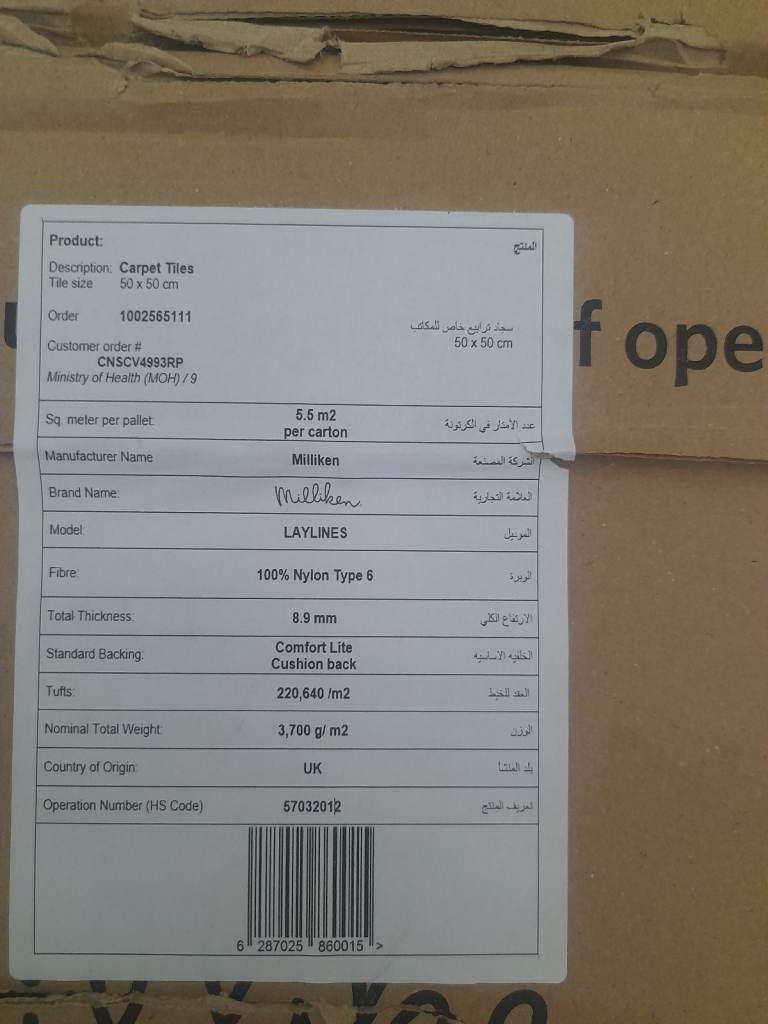 Product: المنتج
Description: Carpet Tiles
Tile size 50 x 50 cm
Order 1002565111
سجاد ترابيع خاص للمكاتب
50 x 50 cm
Customer order #
CNSCV4993RP
Ministry of Health (MOH) / 9
f ope
Sq. meter per pallet: 5.5 m2 per carton عدد الأمتار في الكرتونة
Manufacturer Name Milliken الشركة المصنعة
Brand Name: Milliken. العلامة التجارية
Model: LAYLINES الموديل
Fibre: 100% Nylon Type 6 الوبرة
Total Thickness: 8.9 mm الارتفاع الكلي
Standard Backing: Comfort Lite Cushion back الخلفيه الاساسيه
Tufts: 220,640 /m2 العقد للخيط
Nominal Total Weight: 3,700 g/ m2 الوزن
Country of Origin: UK بلد المنشأ
Operation Number (HS Code) 57032012 تعريف المنتج
6 287025 860015 >